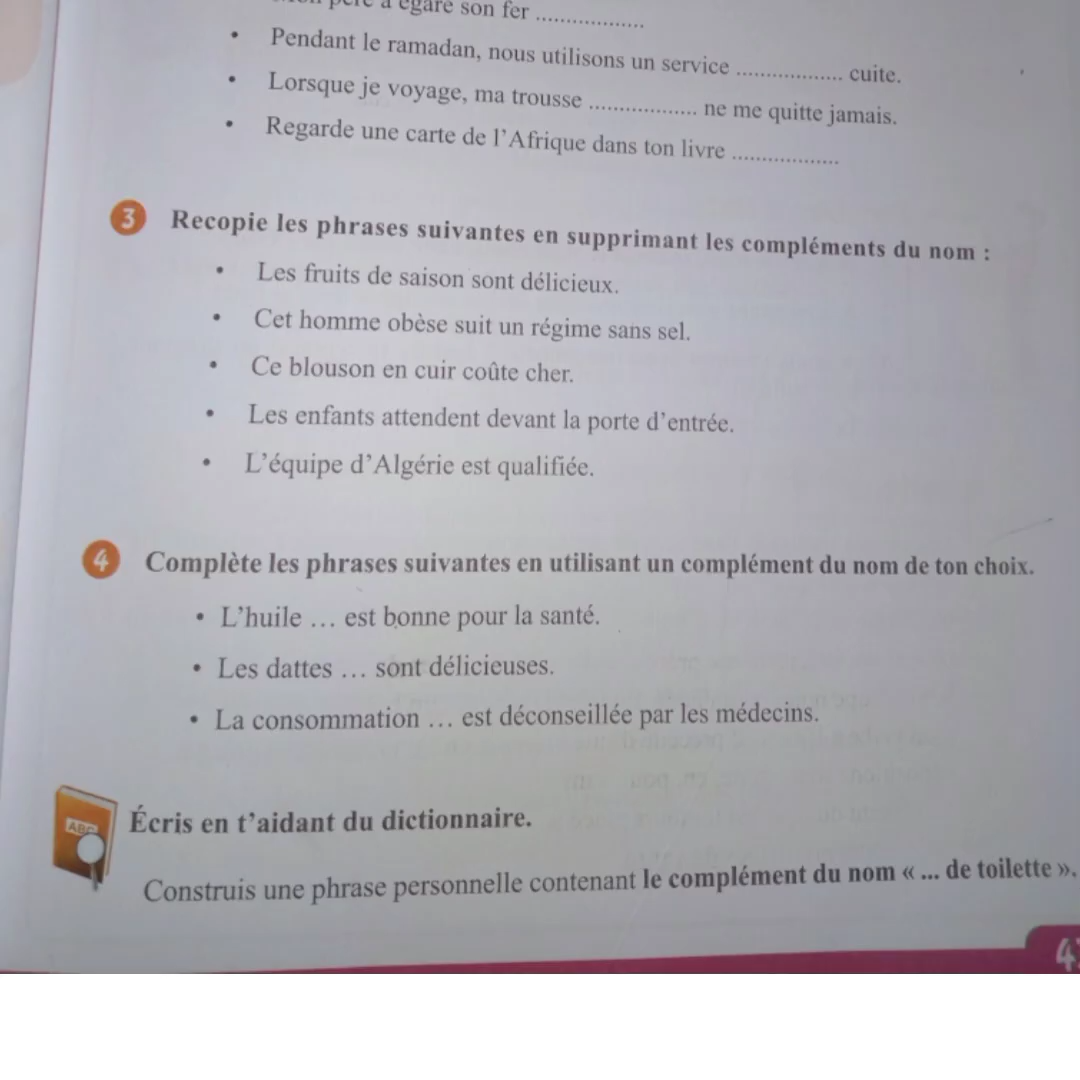 père a égaré son fer ..................
• Pendant le ramadan, nous utilisons un service .................. cuite.
• Lorsque je voyage, ma trousse .................. ne me quitte jamais.
• Regarde une carte de l'Afrique dans ton livre ..................
3 Recopie les phrases suivantes en supprimant les compléments du nom :
• Les fruits de saison sont délicieux.
• Cet homme obèse suit un régime sans sel.
• Ce blouson en cuir coûte cher.
• Les enfants attendent devant la porte d'entrée.
• L'équipe d'Algérie est qualifiée.
4 Complète les phrases suivantes en utilisant un complément du nom de ton choix.
• L'huile ... est bonne pour la santé.
• Les dattes ... sont délicieuses.
• La consommation ... est déconseillée par les médecins.
ABC
Écris en t'aidant du dictionnaire.
Construis une phrase personnelle contenant le complément du nom « ... de toilette ».